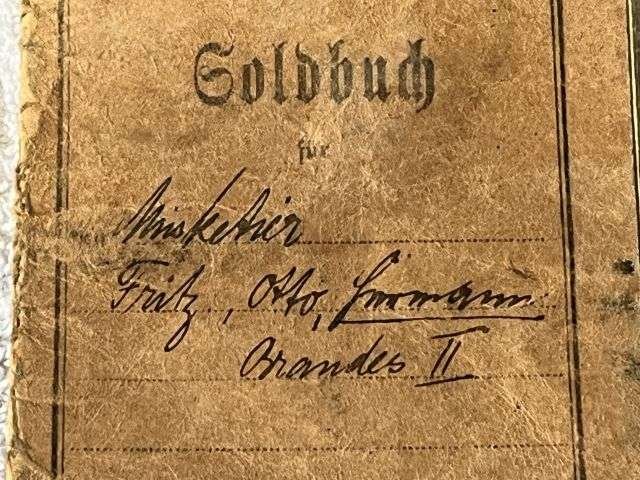 Soldbuch
für
Musketier
Fritz, Otto, Hermann
Brandes II